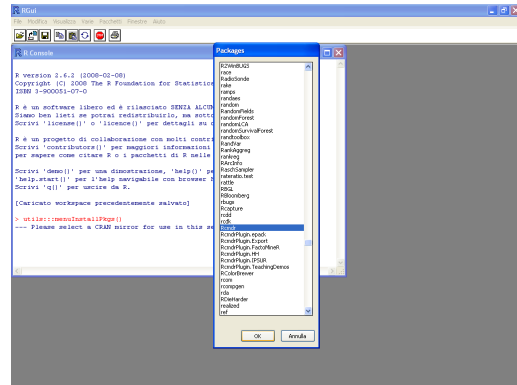 RGui
File Modifica Visualizza Varie Pacchetti Finestre Aiuto
R Console
R version 2.6.2 (2008-02-08)
Copyright (C) 2008 The R Foundation for Statistic
ISBN 3-900051-07-0
R è un software libero ed è rilasciato SENZA ALCUN
Siamo ben lieti se potrai redistribuirlo, ma sotto
Scrivi 'license()' o 'licence()' per dettagli su
R è un progetto di collaborazione con molti contri
Scrivi 'contributors()' per maggiori informazioni
per sapere come citare R o i pacchetti di R nelle
Scrivi 'demo()' per una dimostrazione, 'help()' pe
'help.start()' per l'help navigabile con browser
Scrivi 'q()' per uscire da R.
[Caricato workspace precedentemente salvato]
> utils:::menuInstallPkgs()
--- Please select a CRAN mirror for use in this se
Packages
R2WinBUGS
race
RadioSonde
rake
ramps
randaes
random
RandomFields
randomForest
randomLCA
randomSurvivalForest
randtoolbox
RandVar
RankAggreg
rankreg
RArcInfo
RaschSampler
rateratio.test
rattle
RBGL
RBloomberg
rbugs
Rcapture
rcdd
rcdk
Rcmdr
RcmdrPlugin.epack
RcmdrPlugin.Export
RcmdrPlugin.FactoMineR
RcmdrPlugin.HH
RcmdrPlugin.IPSUR
RcmdrPlugin.TeachingDemos
RColorBrewer
rcom
rcompgen
rda
RDieHarder
realized
ref
OK Annulla